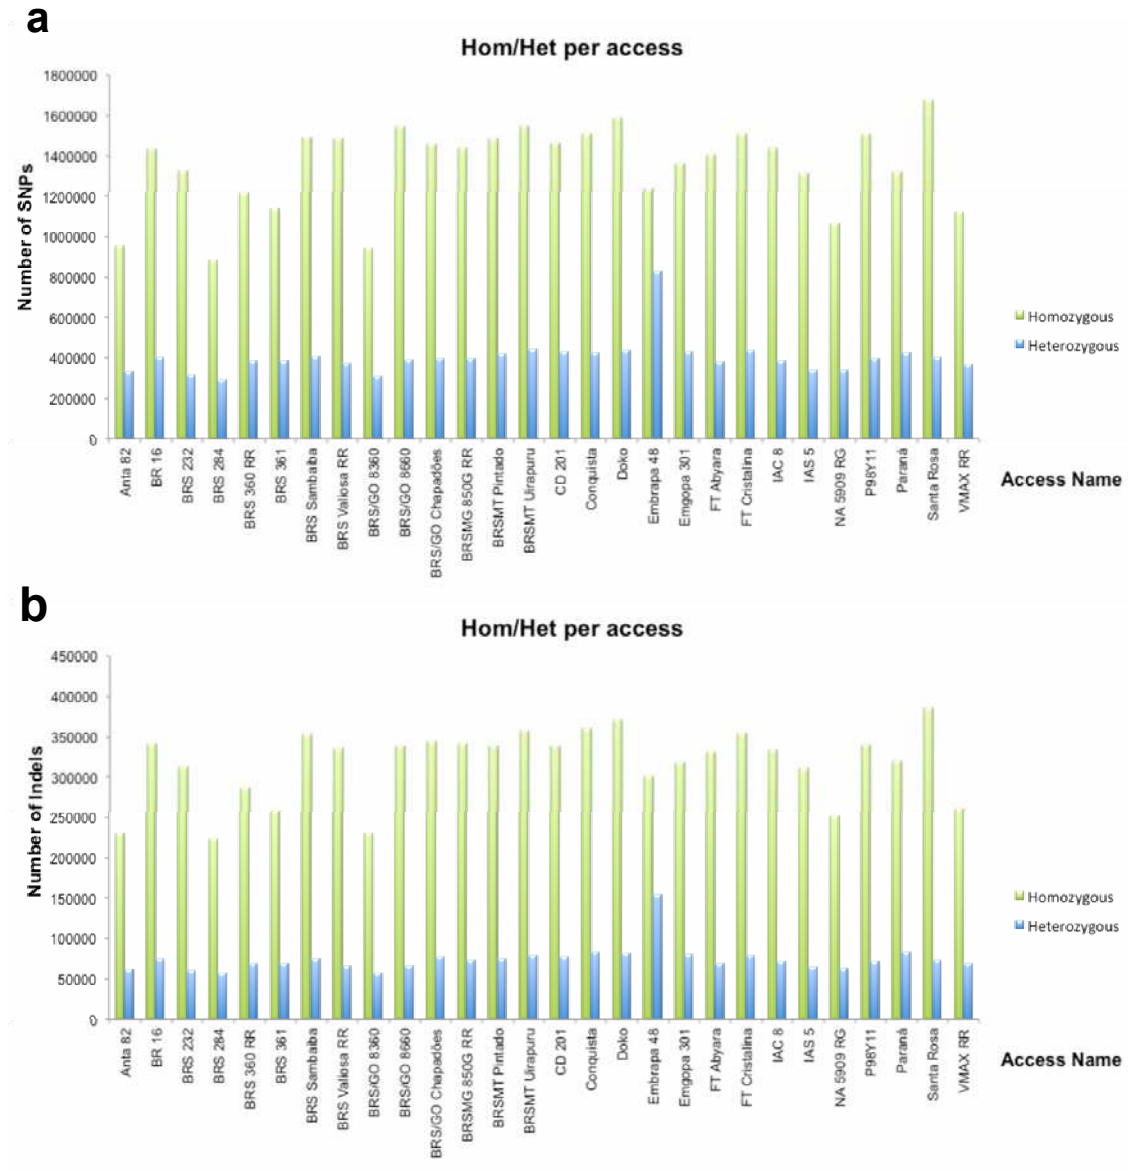 a
Hom/Het per access
1800000
1600000
1400000
1200000
1000000
800000
600000
400000
200000
0
Number of SNPs
Homozygous
Heterozygous
Anta 82
BR 16
BRS 232
BRS 284
BRS 360 RR
BRS 361
BRS Sambaíba
BRS Valiosa RR
BRS/GO 8360
BRS/GO 8660
BRS/GO Chapadões
BRSMG 850G RR
BRSMT Pintado
BRSMT Uirapuru
CD 201
Conquista
Doko
Embrapa 48
Emgopa 301
FT Abyara
FT Cristalina
IAC 8
IAS 5
NA 5909 RG
P98Y11
Paraná
Santa Rosa
VMAX RR
Access Name
b
Hom/Het per access
450000
400000
350000
300000
250000
200000
150000
100000
50000
0
Number of Indels
Homozygous
Heterozygous
Anta 82
BR 16
BRS 232
BRS 284
BRS 360 RR
BRS 361
BRS Sambaíba
BRS Valiosa RR
BRS/GO 8360
BRS/GO 8660
BRS/GO Chapadões
BRSMG 850G RR
BRSMT Pintado
BRSMT Uirapuru
CD 201
Conquista
Doko
Embrapa 48
Emgopa 301
FT Abyara
FT Cristalina
IAC 8
IAS 5
NA 5909 RG
P98Y11
Paraná
Santa Rosa
VMAX RR
Access Name